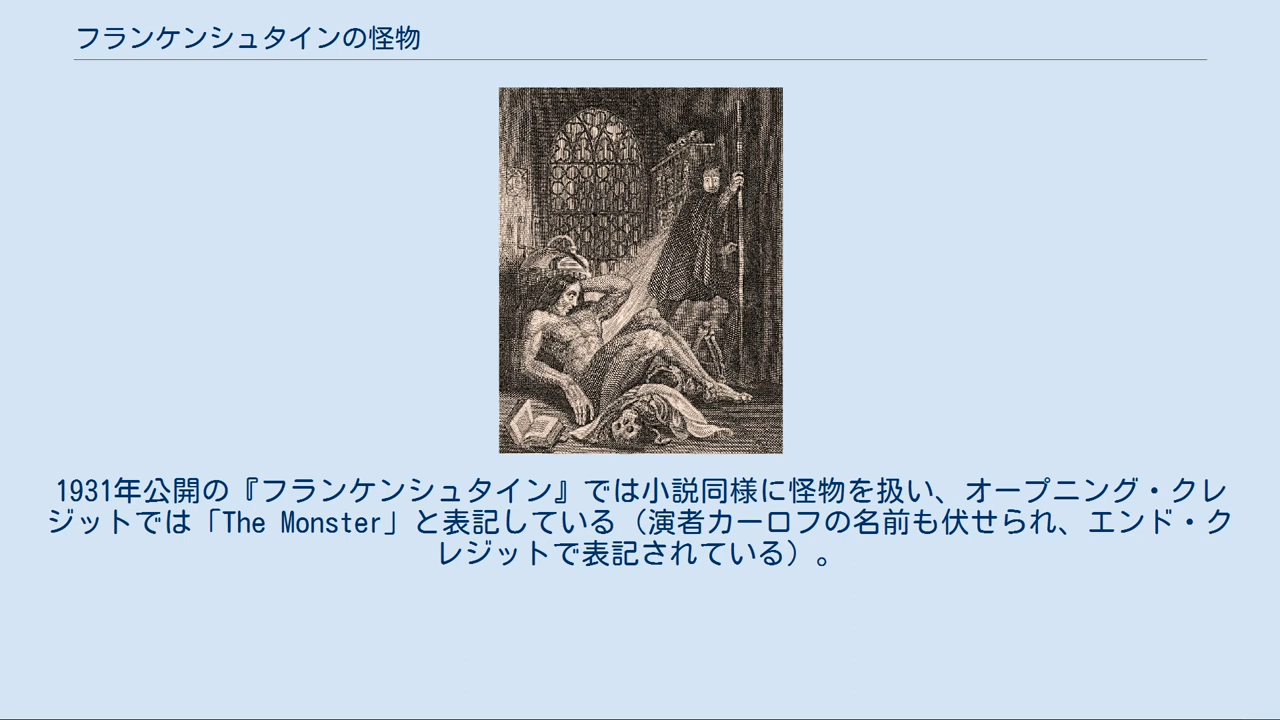 フランケンシュタインの怪物
1931年公開の『フランケンシュタイン』では小説同様に怪物を扱い、オープニング・クレ
ジットでは「The Monster」と表記している（演者カーロフの名前も伏せられ、エンド・ク
レジットで表記されている）。